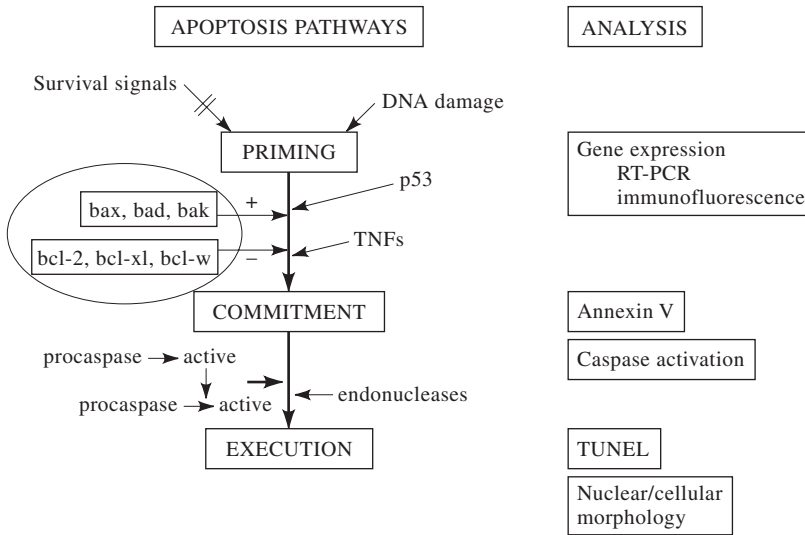 APOPTOSIS PATHWAYS
ANALYSIS
Survival signals
DNA damage
PRIMING
Gene expression
RT-PCR
immunofluorescence
p53
+
bax, bad, bak
TNFs
bcl-2, bcl-xl, bcl-w
–
COMMITMENT
Annexin V
procaspase active
Caspase activation
procaspase active
endonucleases
EXECUTION
TUNEL
Nuclear/cellular
morphology